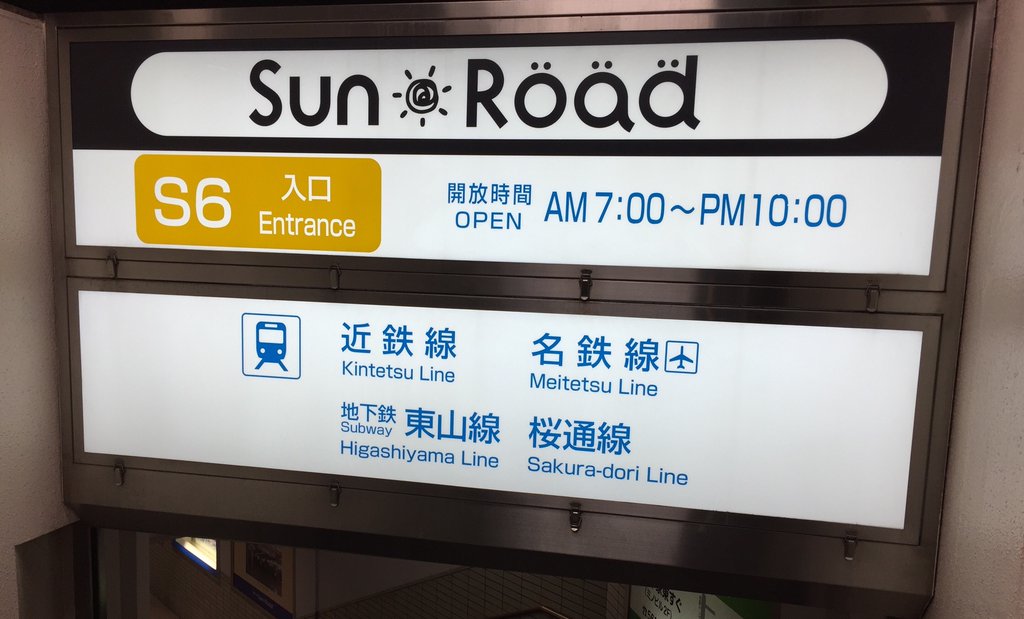 Sun Röäd
S6 入口 Entrance
開放時間 OPEN AM 7:00～PM10:00
近鉄線 名鉄線
Kintetsu Line Meitetsu Line
地下鉄 Subway 東山線 桜通線
Higashiyama Line Sakura-dori Line